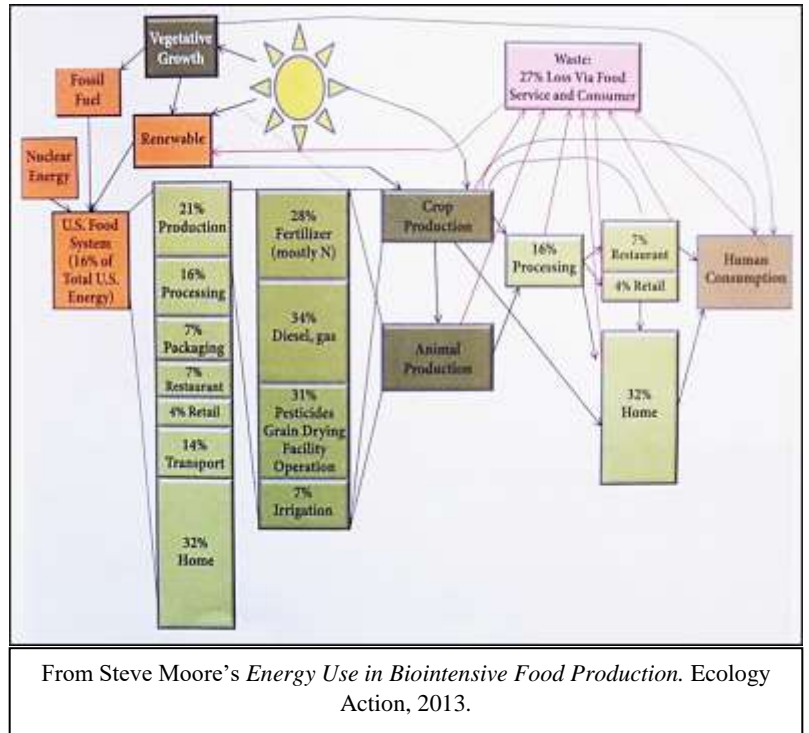 Vegetative
Growth
Fossil
Fuel
Renewable
Nuclear
Energy
U.S. Food
System
(16% of
Total U.S.
Energy)
21%
Production
16%
Processing
7%
Packaging
7%
Restaurant
4% Retail
14%
Transport
32%
Home
28%
Fertilizer
(mostly N)
34%
Diesel, gas
31%
Pesticides
Grain Drying
Facility
Operation
7%
Irrigation
Crop
Production
Animal
Production
Waste:
27% Loss Via Food
Service and Consumer
16%
Processing
7%
Restaurant
4% Retail
32%
Home
Human
Consumption
From Steve Moore’s Energy Use in Biointensive Food Production. Ecology
Action, 2013.